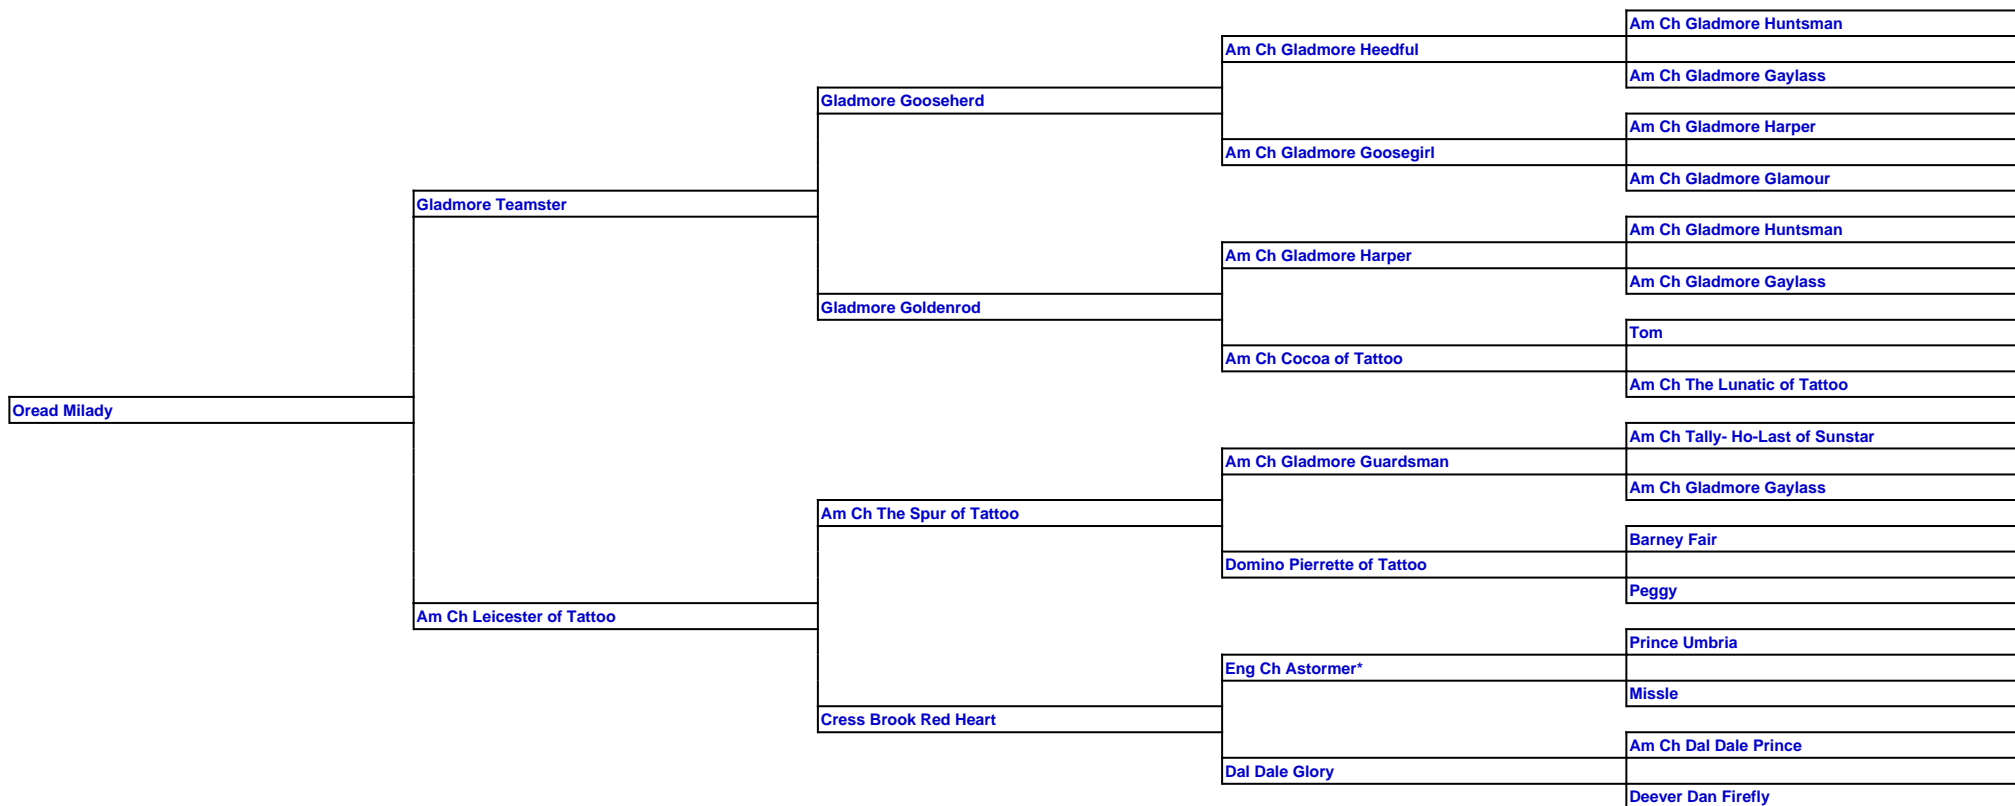 Am Ch Gladmore Huntsman
Am Ch Gladmore Heedful
Am Ch Gladmore Gaylass
Gladmore Gooseherd
Am Ch Gladmore Harper
Am Ch Gladmore Goosegirl
Am Ch Gladmore Glamour
Gladmore Teamster
Am Ch Gladmore Huntsman
Am Ch Gladmore Harper
Am Ch Gladmore Gaylass
Gladmore Goldenrod
Tom
Am Ch Cocoa of Tattoo
Am Ch The Lunatic of Tattoo
Oread Milady
Am Ch Tally- Ho-Last of Sunstar
Am Ch Gladmore Guardsman
Am Ch Gladmore Gaylass
Am Ch The Spur of Tattoo
Barney Fair
Domino Pierrette of Tattoo
Peggy
Am Ch Leicester of Tattoo
Prince Umbria
Eng Ch Astormer*
Missle
Cress Brook Red Heart
Am Ch Dal Dale Prince
Dal Dale Glory
Deever Dan Firefly